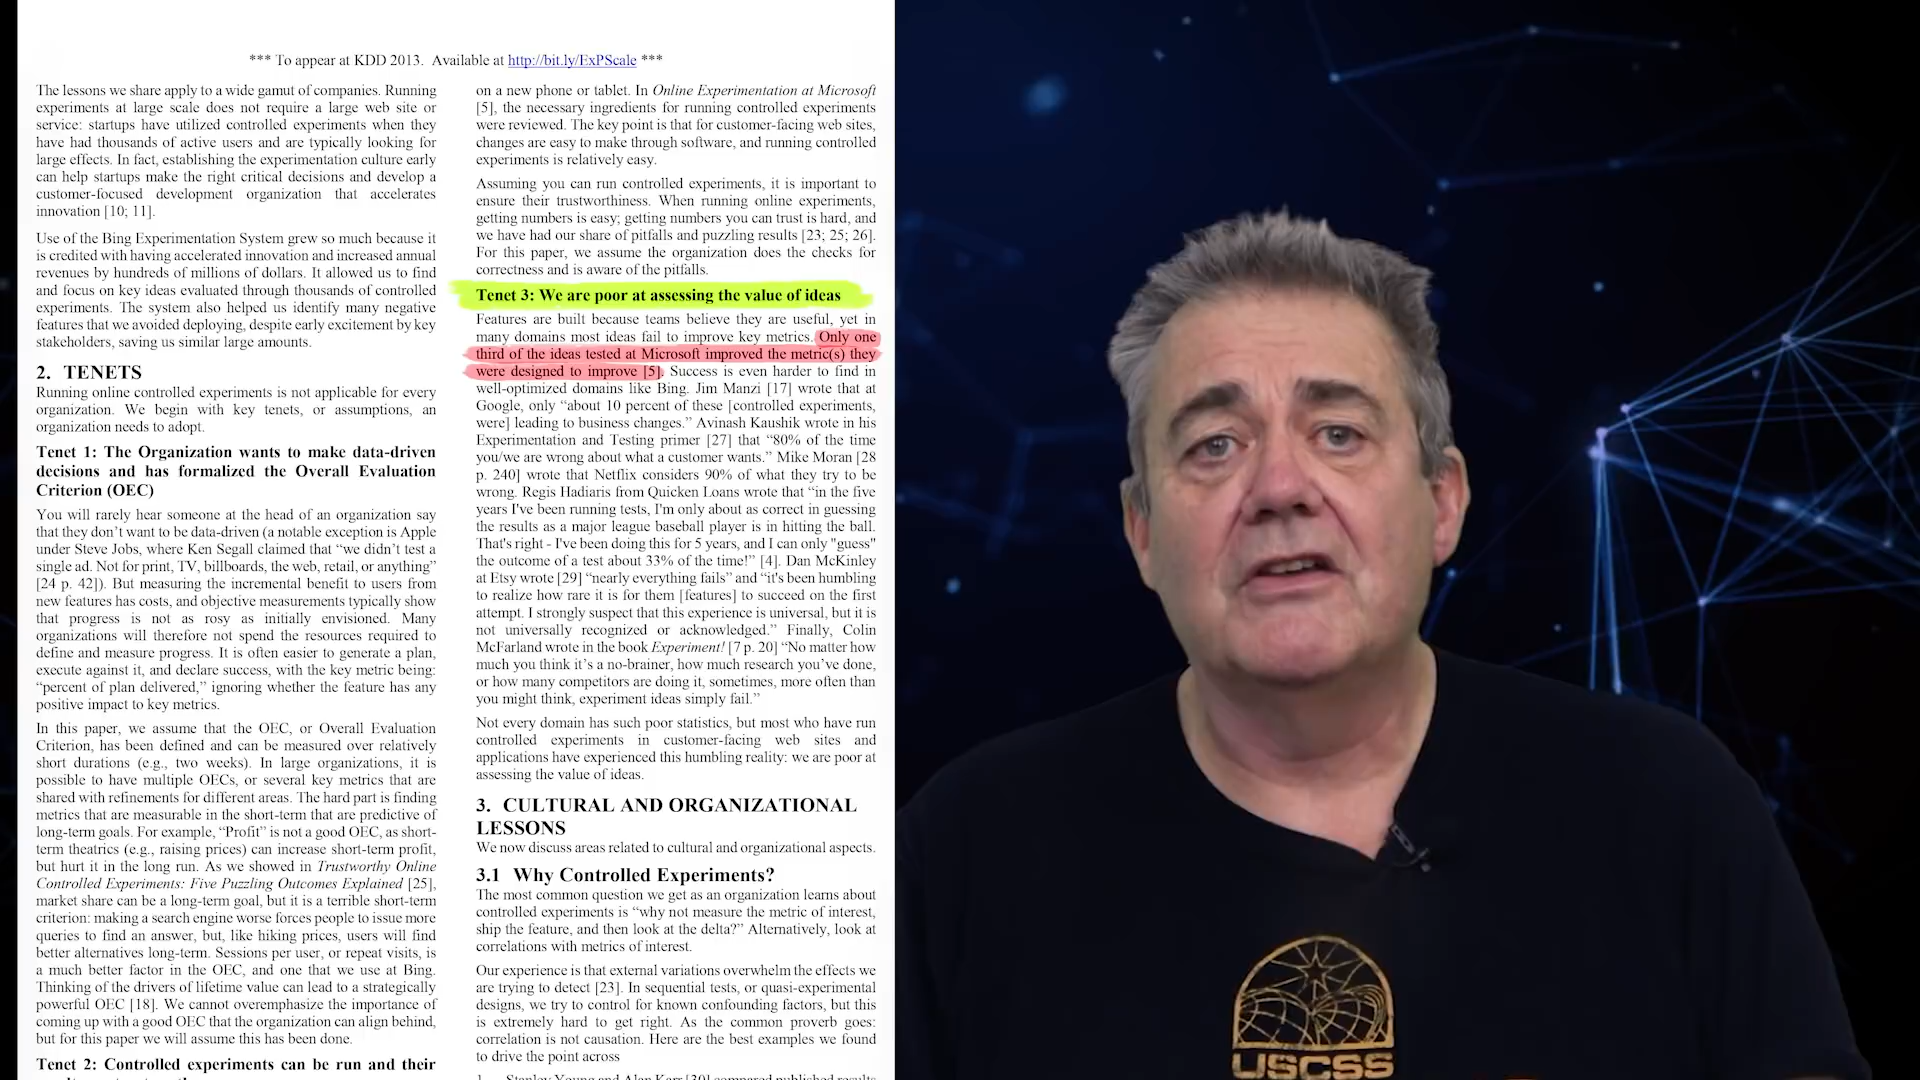 *** To appear at KDD 2013. Available at http://bit.ly/ExPScale ***
The lessons we share apply to a wide gamut of companies. Running
experiments at large scale does not require a large web site or
service: startups have utilized controlled experiments when they
have had thousands of active users and are typically looking for
large effects. In fact, establishing the experimentation culture early
can help startups make the right critical decisions and develop a
customer-focused development organization that accelerates
innovation [10; 11].
Use of the Bing Experimentation System grew so much because it
is credited with having accelerated innovation and increased annual
revenues by hundreds of millions of dollars. It allowed us to find
and focus on key ideas evaluated through thousands of controlled
experiments. The system also helped us identify many negative
features that we avoided deploying, despite early excitement by key
stakeholders, saving us similar large amounts.
2. TENETS
Running online controlled experiments is not applicable for every
organization. We begin with key tenets, or assumptions, an
organization needs to adopt.
Tenet 1: The Organization wants to make data-driven
decisions and has formalized the Overall Evaluation
Criterion (OEC)
You will rarely hear someone at the head of an organization say
that they don’t want to be data-driven (a notable exception is Apple
under Steve Jobs, where Ken Segall claimed that “we didn’t test a
single ad. Not for print, TV, billboards, the web, retail, or anything”
[24 p. 42]). But measuring the incremental benefit to users from
new features has costs, and objective measurements typically show
that progress is not as rosy as initially envisioned. Many
organizations will therefore not spend the resources required to
define and measure progress. It is often easier to generate a plan,
execute against it, and declare success, with the key metric being:
“percent of plan delivered,” ignoring whether the feature has any
positive impact to key metrics.
In this paper, we assume that the OEC, or Overall Evaluation
Criterion, has been defined and can be measured over relatively
short durations (e.g., two weeks). In large organizations, it is
possible to have multiple OECs, or several key metrics that are
shared with refinements for different areas. The hard part is finding
metrics that are measurable in the short-term that are predictive of
long-term goals. For example, “Profit” is not a good OEC, as short-
term theatrics (e.g., raising prices) can increase short-term profit,
but hurt it in the long run. As we showed in Trustworthy Online
Controlled Experiments: Five Puzzling Outcomes Explained [25],
market share can be a long-term goal, but it is a terrible short-term
criterion: making a search engine worse forces people to issue more
queries to find an answer, but, like hiking prices, users will find
better alternatives long-term. Sessions per user, or repeat visits, is
a much better factor in the OEC, and one that we use at Bing.
Thinking of the drivers of lifetime value can lead to a strategically
powerful OEC [18]. We cannot overemphasize the importance of
coming up with a good OEC that the organization can align behind,
but for this paper we will assume this has been done.
Tenet 2: Controlled experiments can be run and their
on a new phone or tablet. In Online Experimentation at Microsoft
[5], the necessary ingredients for running controlled experiments
were reviewed. The key point is that for customer-facing web sites,
changes are easy to make through software, and running controlled
experiments is relatively easy.
Assuming you can run controlled experiments, it is important to
ensure their trustworthiness. When running online experiments,
getting numbers is easy; getting numbers you can trust is hard, and
we have had our share of pitfalls and puzzling results [23; 25; 26].
For this paper, we assume the organization does the checks for
correctness and is aware of the pitfalls.
Tenet 3: We are poor at assessing the value of ideas
Features are built because teams believe they are useful, yet in
many domains most ideas fail to improve key metrics. Only one
third of the ideas tested at Microsoft improved the metric(s) they
were designed to improve [5]. Success is even harder to find in
well-optimized domains like Bing. Jim Manzi [17] wrote that at
Google, only “about 10 percent of these [controlled experiments,
were] leading to business changes.” Avinash Kaushik wrote in his
Experimentation and Testing primer [27] that “80% of the time
you/we are wrong about what a customer wants.” Mike Moran [28
p. 240] wrote that Netflix considers 90% of what they try to be
wrong. Regis Hadiaris from Quicken Loans wrote that “in the five
years I've been running tests, I'm only about as correct in guessing
the results as a major league baseball player is in hitting the ball.
That's right - I've been doing this for 5 years, and I can only "guess"
the outcome of a test about 33% of the time!” [4]. Dan McKinley
at Etsy wrote [29] “nearly everything fails” and “it's been humbling
to realize how rare it is for them [features] to succeed on the first
attempt. I strongly suspect that this experience is universal, but it is
not universally recognized or acknowledged.” Finally, Colin
McFarland wrote in the book Experiment! [7 p. 20] “No matter how
much you think it’s a no-brainer, how much research you’ve done,
or how many competitors are doing it, sometimes, more often than
you might think, experiment ideas simply fail.”
Not every domain has such poor statistics, but most who have run
controlled experiments in customer-facing web sites and
applications have experienced this humbling reality: we are poor at
assessing the value of ideas.
3. CULTURAL AND ORGANIZATIONAL
LESSONS
We now discuss areas related to cultural and organizational aspects.
3.1 Why Controlled Experiments?
The most common question we get as an organization learns about
controlled experiments is “why not measure the metric of interest,
ship the feature, and then look at the delta?” Alternatively, look at
correlations with metrics of interest.
Our experience is that external variations overwhelm the effects we
are trying to detect [23]. In sequential tests, or quasi-experimental
designs, we try to control for known confounding factors, but this
is extremely hard to get right. As the common proverb goes:
correlation is not causation. Here are the best examples we found
to drive the point across
1. Stanley Young and Alan Karr [30] compared published results
USCSS